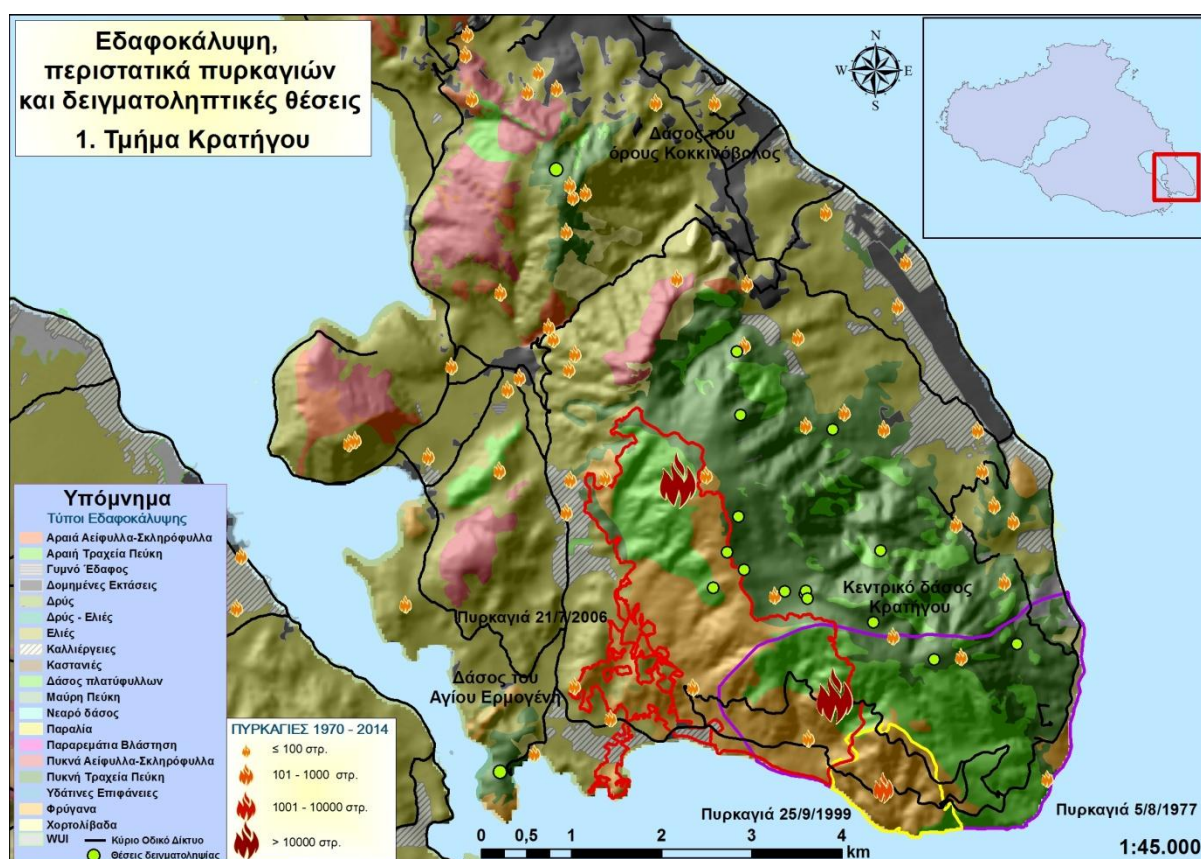 Εδαφοκάλυψη,
περιστατικά πυρκαγιών
και δειγματοληπτικές θέσεις
1. Τμήμα Κρατήγου
N
W E
S
Δάσος του
όρους Κοκκινόβολος
Κεντρικό δάσος
Κρατήγου
Πυρκαγιά 21/7/2006
Δάσος του
Αγίου Ερμογένη
Πυρκαγιά 25/9/1999
Πυρκαγιά 5/8/1977
Υπόμνημα
Τύποι Εδαφοκάλυψης
Αραιά Αείφυλλα-Σκληρόφυλλα
Αραιή Τραχεία Πεύκη
Γυμνό Έδαφος
Δομημένες Εκτάσεις
Δρύς
Δρύς - Ελιές
Ελιές
Καλλιέργειες
Καστανιές
Δάσος πλατύφυλλων
Μαύρη Πεύκη
Νεαρό δάσος
Παραλία
Παραρεμάτια Βλάστηση
Πυκνά Αείφυλλα-Σκληρόφυλλα
Πυκνή Τραχεία Πεύκη
Υδάτινες Επιφάνειες
Φρύγανα
Χορτολίβαδα
WUI
Κύριο Οδικό Δίκτυο
Θέσεις δειγματοληψίας
ΠΥΡΚΑΓΙΕΣ 1970 - 2014
≤ 100 στρ.
101 - 1000 στρ.
1001 - 10000 στρ.
> 10000 στρ.
0 0,5 1 2 3 4
km
1:45.000